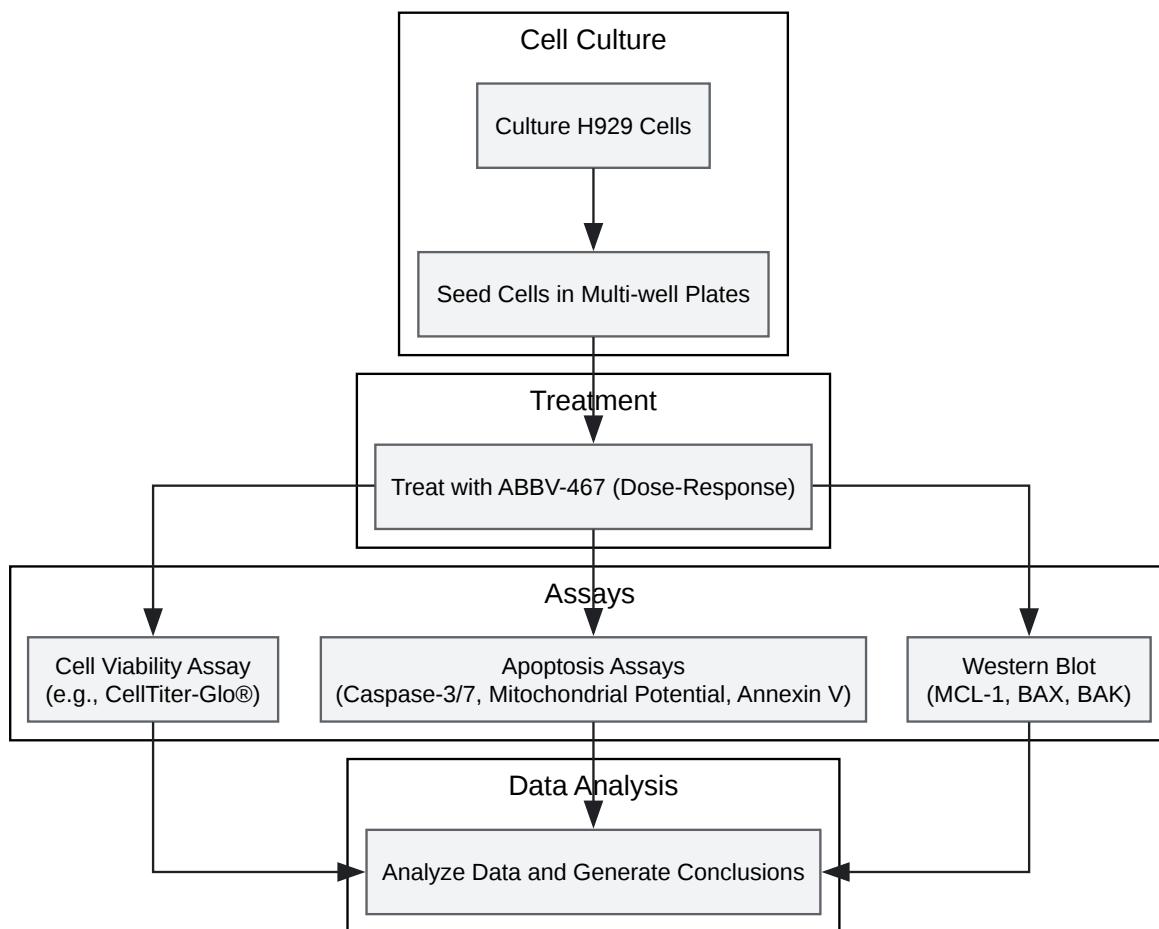 Cell Culture
Culture H929 Cells
Seed Cells in Multi-well Plates
Treatment
Treat with ABBV-467 (Dose-Response)
Assays
Cell Viability Assay
(e.g., CellTiter-Glo®)
Apoptosis Assays
(Caspase-3/7, Mitochondrial Potential, Annexin V)
Western Blot
(MCL-1, BAX, BAK)
Data Analysis
Analyze Data and Generate Conclusions